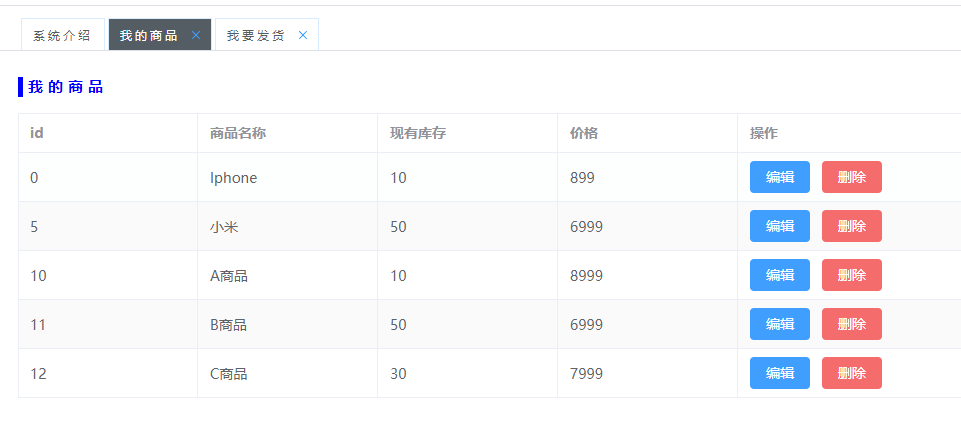 系统介绍 我的商品 × 我要发货 ×
我的商品
id 商品名称 现有库存 价格 操作
0 Iphone 10 899 编辑 删除
5 小米 50 6999 编辑 删除
10 A商品 10 8999 编辑 删除
11 B商品 50 6999 编辑 删除
12 C商品 30 7999 编辑 删除